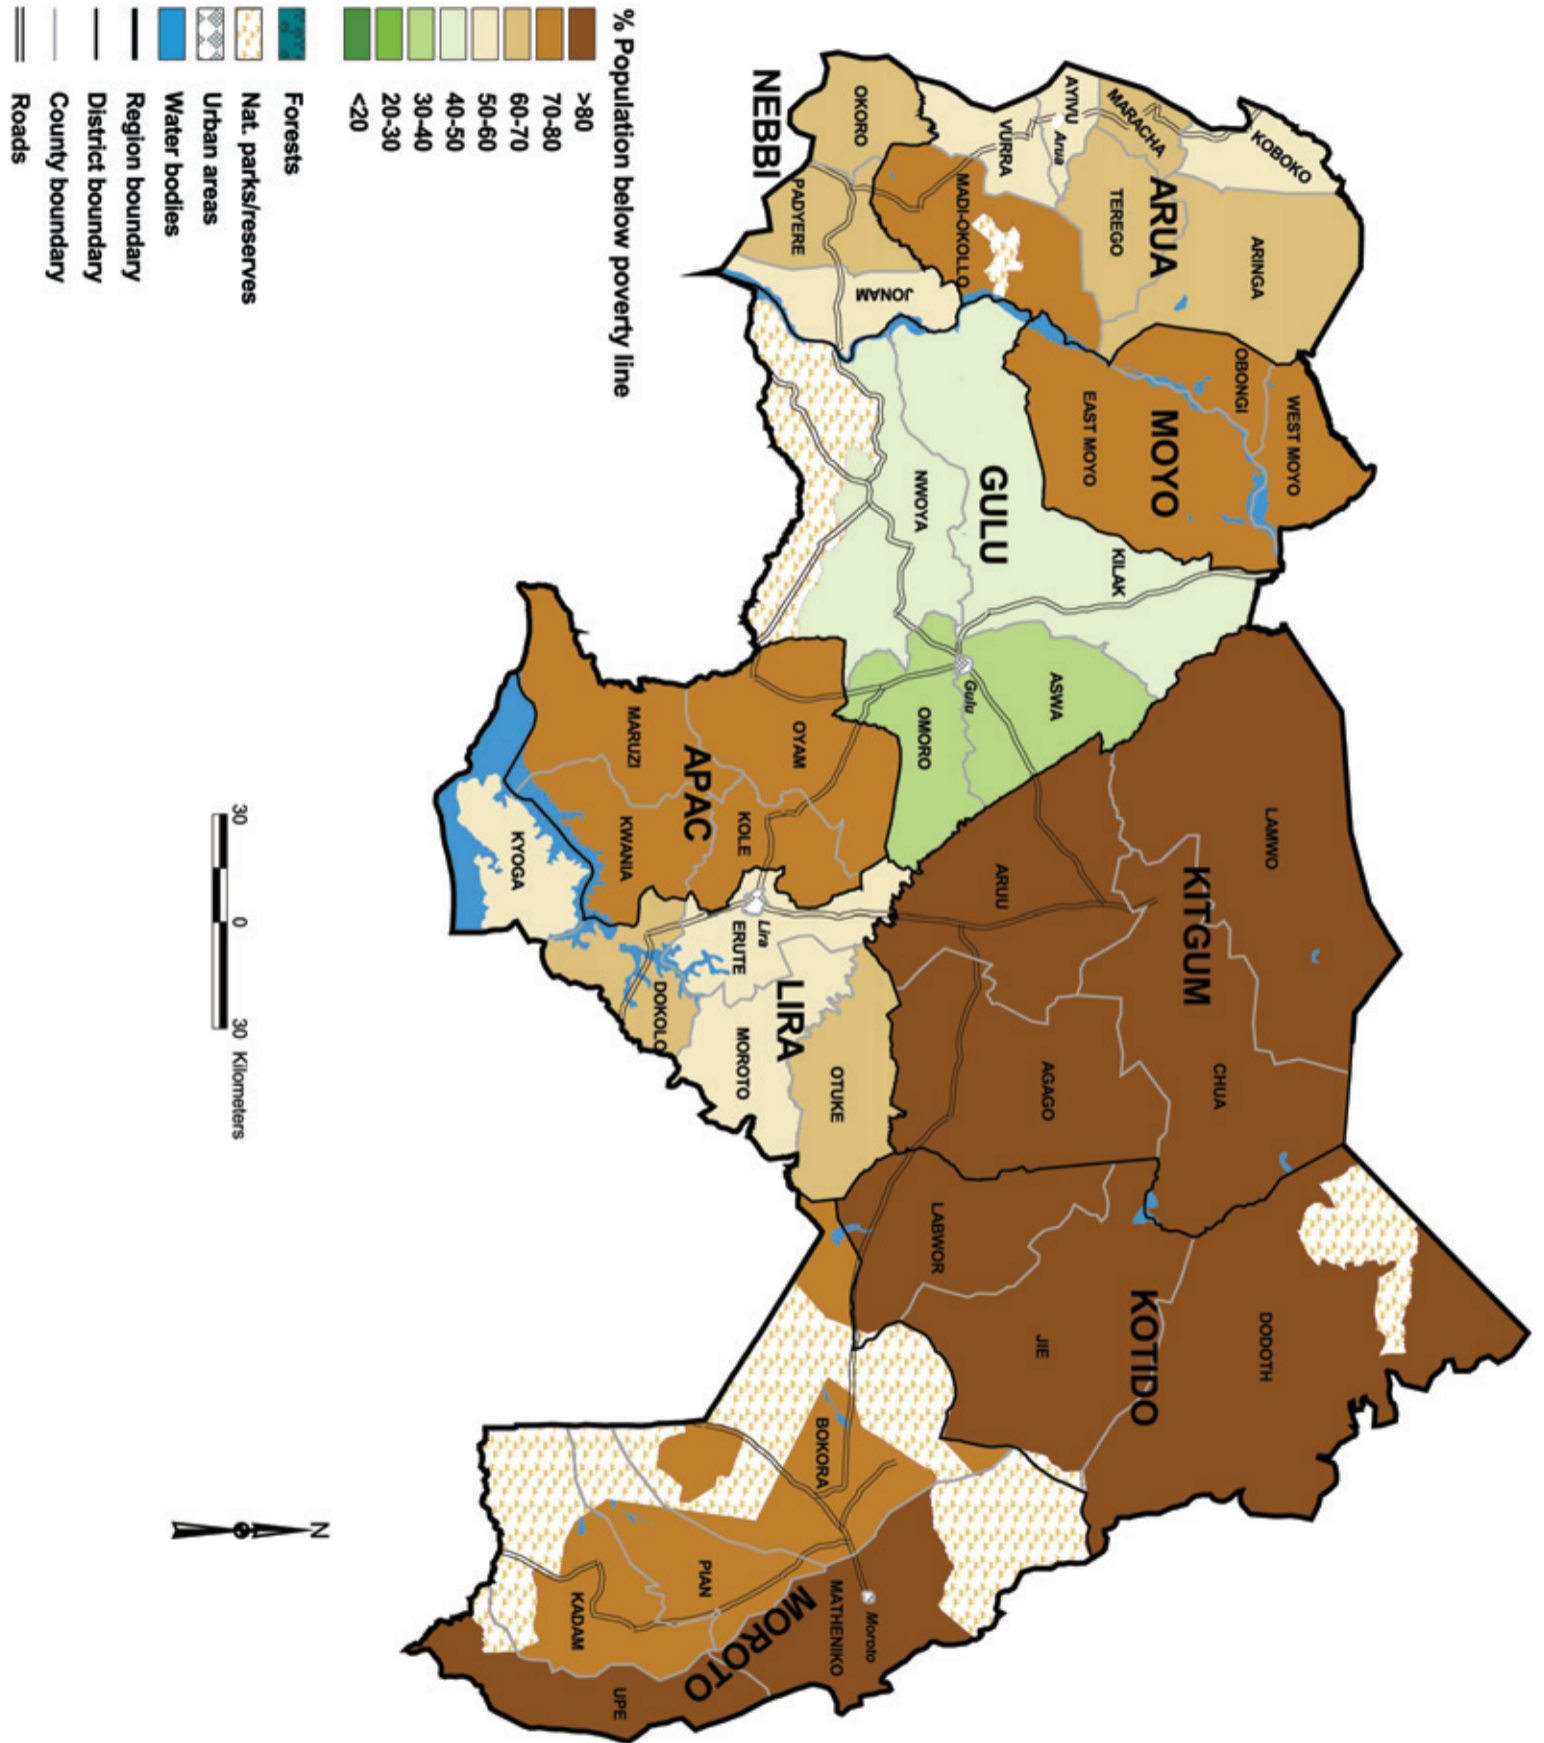 % Population below poverty line
>80
70-80
60-70
50-60
40-50
30-40
20-30
<20
Forests
Nat. parks/reserves
Urban areas
Water bodies
Region boundary
District boundary
County boundary
Roads
30 0 30 Kilometers
N
NEBBI
OKORO
PADYERE
JONAM
ARUA
KOBOKO
MARACHA
AYIVU
Arua
VURRA
TEREGO
ARINGA
MADI-OKOLLO
MOYO
WEST MOYO
OBONGI
EAST MOYO
GULU
KILAK
NWOYA
ASWA
Gulu
OMORO
KITGUM
LAMWO
CHUA
ARUU
AGAGO
APAC
OYAM
MARUZI
KOLE
KWANIA
KYOGA
LIRA
Lira
ERUTE
MOROTO
DOKOLO
OTUKE
KOTIDO
DODOTH
JIE
LABWOR
MOROTO
BOKORA
Moroto
MATHENIKO
PIAN
KADAM
UPE